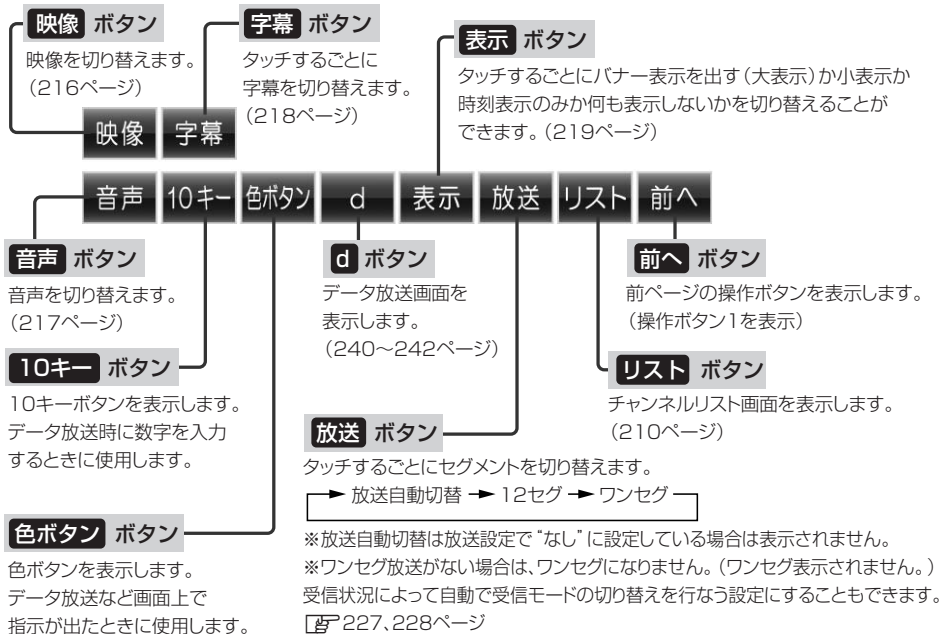 映像 ボタン
映像を切り替えます。
（216ページ）
字幕 ボタン
タッチするごとに
字幕を切り替えます。
（218ページ）
表示 ボタン
タッチするごとにバナー表示を出す（大表示）か小表示か
時刻表示のみか何も表示しないかを切り替えることが
できます。（219ページ）
映像 字幕
音声 10キー 色ボタン d 表示 放送 リスト 前へ
音声 ボタン
音声を切り替えます。
（217ページ）
10キー ボタン
10キーボタンを表示します。
データ放送時に数字を入力
するときに使用します。
色ボタン ボタン
色ボタンを表示します。
データ放送など画面上で
指示が出たときに使用します。
d ボタン
データ放送画面を
表示します。
（240～242ページ）
前へ ボタン
前ページの操作ボタンを表示します。
（操作ボタン1を表示）
リスト ボタン
チャンネルリスト画面を表示します。
（210ページ）
放送 ボタン
タッチするごとにセグメントを切り替えます。
放送自動切替 → 12セグ → ワンセグ
※放送自動切替は放送設定で“なし”に設定している場合は表示されません。
※ワンセグ放送がない場合は、ワンセグになりません。（ワンセグ表示されません。）
受信状況によって自動で受信モードの切り替えを行なう設定にすることもできます。
227、228ページ